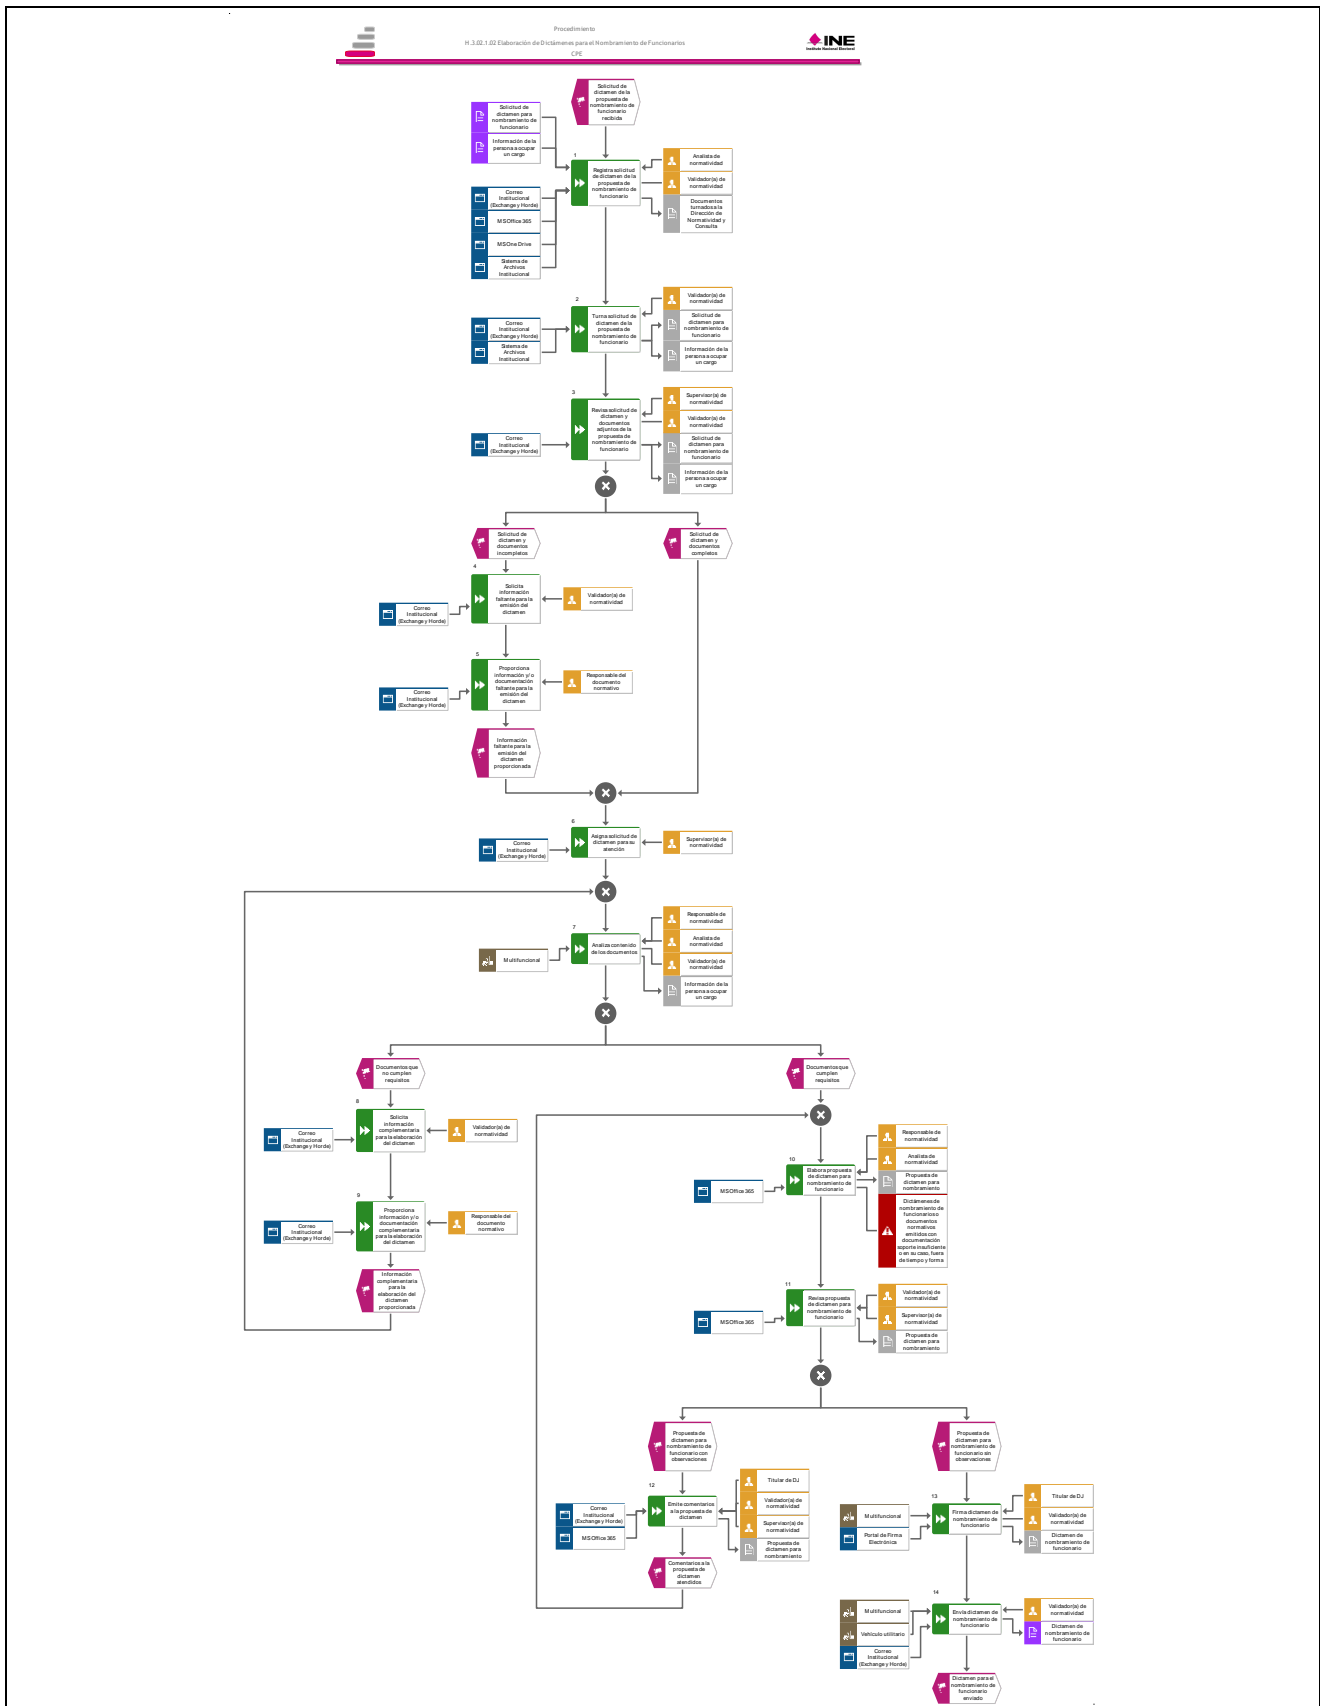 Procedimiento
H.3.02.1.02 Elaboración de Dictámenes para el Nombramiento de Funcionarios
CPE
INE
Instituto Nacional Electoral
Solicitud de
dictamen de la
propuesta de
nombramiento de
funcionario
recibida
Solicitud de
dictamen para
nombramiento de
funcionario
Información de la
persona a ocupar
un cargo
1
Registra solicitud
de dictamen de la
propuesta de
nombramiento de
funcionario
Analista de
normatividad
Validador(a) de
normatividad
Documentos
turnados a la
Dirección de
Normatividad y
Consulta
Correo
Institucional
(Exchange y Horde)
MSOffice 365
MSOne Drive
Sistema de
Archivos
Institucional
2
Turna solicitud de
dictamen de la
propuesta de
nombramiento de
funcionario
Validador(a) de
normatividad
Solicitud de
dictamen para
nombramiento de
funcionario
Información de la
persona a ocupar
un cargo
Correo
Institucional
(Exchange y Horde)
Sistema de
Archivos
Institucional
3
Revisa solicitud de
dictamen y
documentos
adjuntos de la
propuesta de
nombramiento de
funcionario
Supervisor(a) de
normatividad
Validador(a) de
normatividad
Solicitud de
dictamen para
nombramiento de
funcionario
Información de la
persona a ocupar
un cargo
Correo
Institucional
(Exchange y Horde)
Solicitud de
dictamen y
documentos
incompletos
Solicitud de
dictamen y
documentos
completos
4
Solicita
información
faltante para la
emisión del
dictamen
Validador(a) de
normatividad
Correo
Institucional
(Exchange y Horde)
5
Proporciona
información y/o
documentación
faltante para la
emisión del
dictamen
Responsable del
documento
normativo
Correo
Institucional
(Exchange y Horde)
Información
faltante para la
emisión del
dictamen
proporcionada
6
Asigna solicitud de
dictamen para su
atención
Supervisor(a) de
normatividad
Correo
Institucional
(Exchange y Horde)
7
Analiza contenido
de los documentos
Responsable de
normatividad
Analista de
normatividad
Validador(a) de
normatividad
Información de la
persona a ocupar
un cargo
Multifuncional
Documentos que
no cumplen
requisitos
Documentos que
cumplen
requisitos
8
Solicita
información
complementaria
para la elaboración
del dictamen
Validador(a) de
normatividad
Correo
Institucional
(Exchange y Horde)
9
Proporciona
información y/o
documentación
complementaria
para la elaboración
del dictamen
Responsable del
documento
normativo
Correo
Institucional
(Exchange y Horde)
Información
complementaria
para la
elaboración del
dictamen
proporcionada
10
Elabora propuesta
de dictamen para
nombramiento de
funcionario
Responsable de
normatividad
Analista de
normatividad
Propuesta de
dictamen para
nombramiento
Dictámenes de
nombramiento de
funcionarios o
documentos
normativos
emitidos con
documentación
soporte insuficiente
o en su caso, fuera
de tiempo y forma
MSOffice 365
11
Revisa propuesta
de dictamen para
nombramiento de
funcionario
Validador(a) de
normatividad
Supervisor(a) de
normatividad
Propuesta de
dictamen para
nombramiento
MSOffice 365
Propuesta de
dictamen para
nombramiento de
funcionario con
observaciones
Propuesta de
dictamen para
nombramiento de
funcionario sin
observaciones
12
Emite comentarios
a la propuesta de
dictamen
Titular de DJ
Validador(a) de
normatividad
Supervisor(a) de
normatividad
Propuesta de
dictamen para
nombramiento
Correo
Institucional
(Exchange y Horde)
MSOffice 365
Comentarios a la
propuesta de
dictamen
atendidos
13
Firma dictamen de
nombramiento de
funcionario
Titular de DJ
Validador(a) de
normatividad
Dictamen de
nombramiento de
funcionario
Multifuncional
Portal de Firma
Electrónica
14
Envía dictamen de
nombramiento de
funcionario
Validador(a) de
normatividad
Dictamen de
nombramiento de
funcionario
Multifuncional
Vehículo utilitario
Correo
Institucional
(Exchange y Horde)
Dictamen para el
nombramiento de
funcionario
enviado